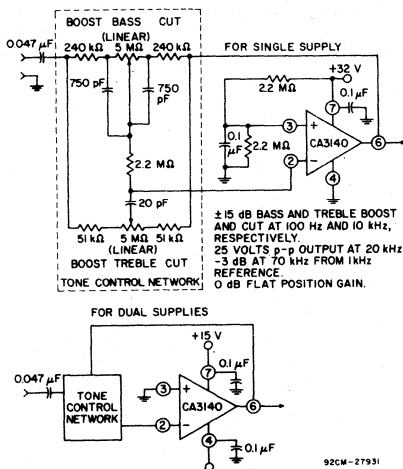 BOOST BASS CUT
(LINEAR)
0.047 μF 240 kΩ 5 MΩ 240 kΩ
FOR SINGLE SUPPLY
750 pF
750 pF
2.2 MΩ
+32 V
7
0.1 μF
0.1 μF
2.2 MΩ
3 +
2 −
CA3140
6
4
2.2 MΩ
20 pF
51 kΩ 5 MΩ 51 kΩ
(LINEAR)
BOOST TREBLE CUT
TONE CONTROL NETWORK
±15 dB BASS AND TREBLE BOOST
AND CUT AT 100 Hz AND 10 kHz,
RESPECTIVELY.
25 VOLTS p-p OUTPUT AT 20 kHz
-3 dB AT 70 kHz FROM 1kHz
REFERENCE.
0 dB FLAT POSITION GAIN.
FOR DUAL SUPPLIES
+15 V
0.047 μF
TONE
CONTROL
NETWORK
7
0.1 μF
3 +
2 −
CA3140
6
4
0.1 μF
92CM-27931